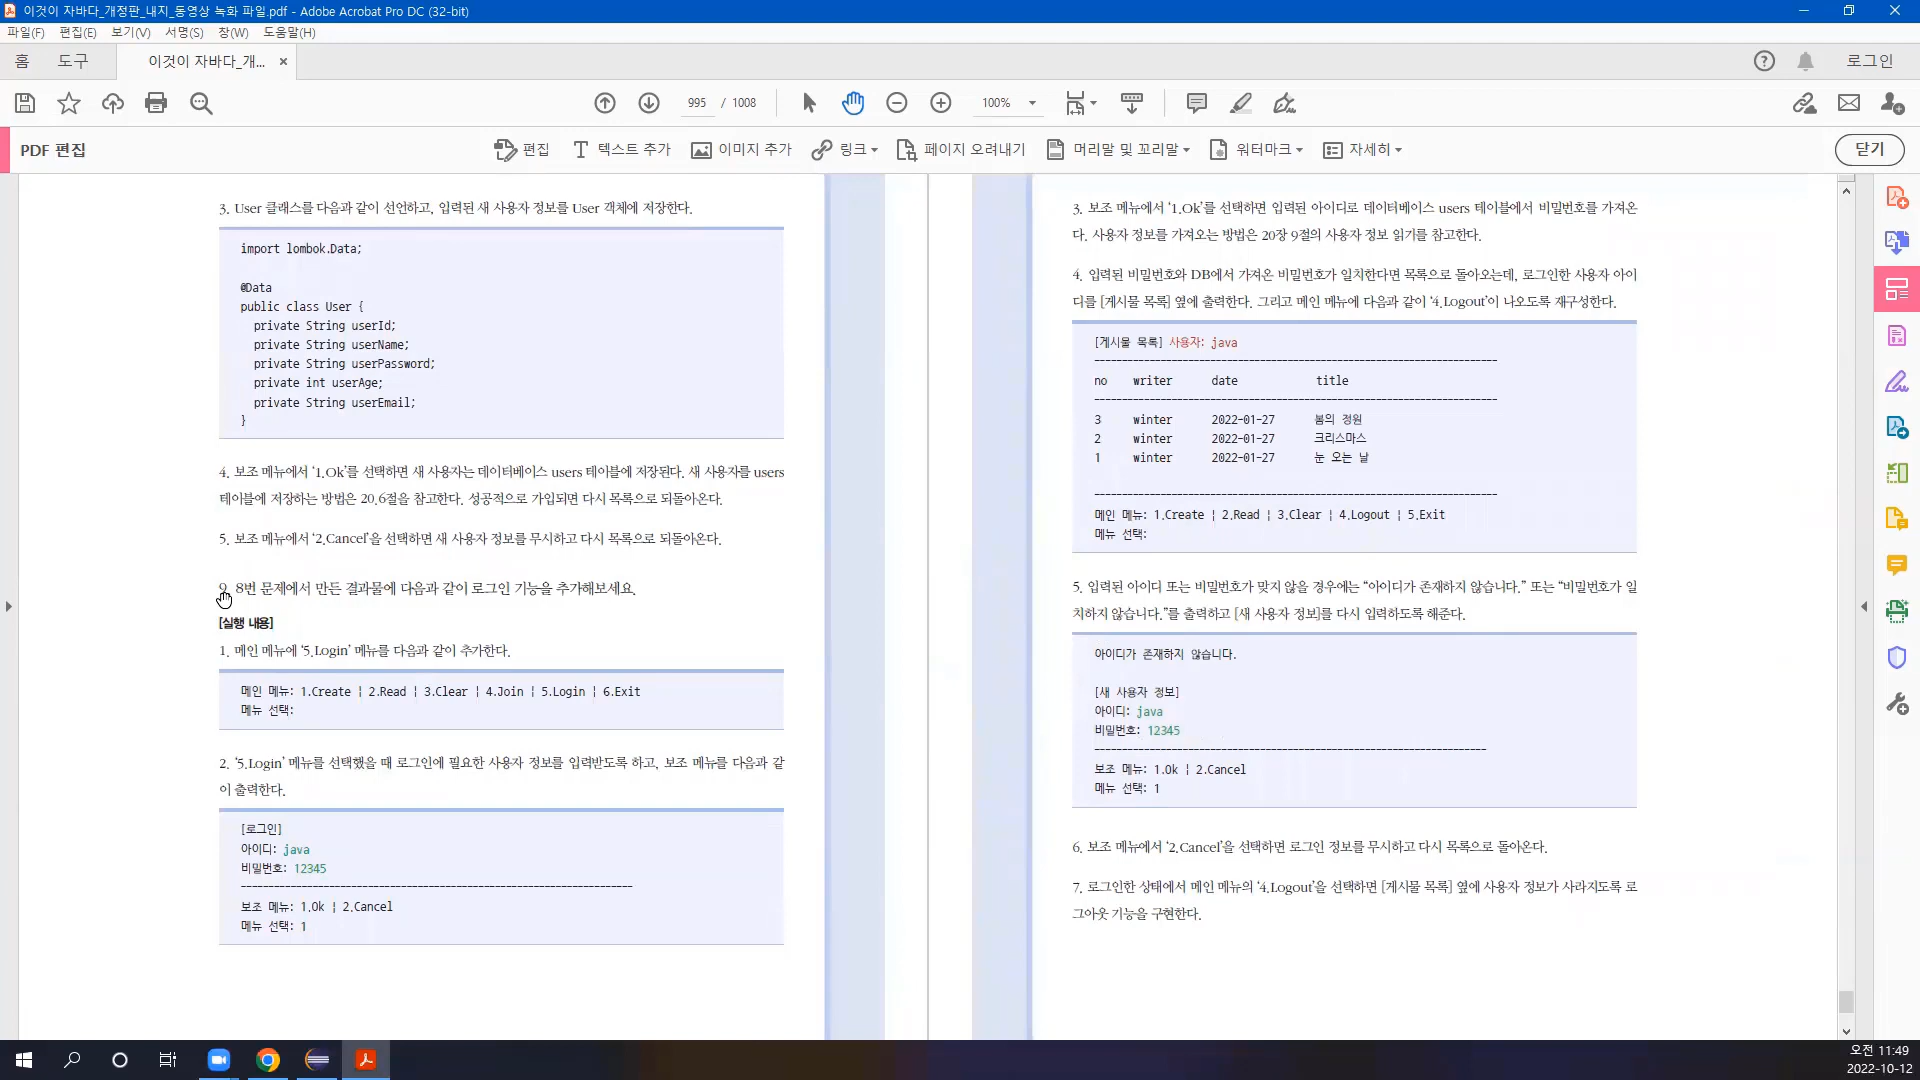 이것이 자바다_개정판_내지_동영상 녹화 파일.pdf - Adobe Acrobat Pro DC (32-bit)
파일(F) 편집(E) 보기(V) 서명(S) 창(W) 도움말(H)
홈 도구 이것이 자바다_개... × 로그인
995 / 1008 100%
PDF 편집 편집 텍스트 추가 이미지 추가 링크 페이지 오려내기 머리말 및 꼬리말 워터마크 자세히 닫기
3. User 클래스를 다음과 같이 선언하고, 입력된 새 사용자 정보를 User 객체에 저장한다.
import lombok.Data;
@Data
public class User {
private String userId;
private String userName;
private String userPassword;
private int userAge;
private String userEmail;
}
4. 보조 메뉴에서 ‘1.Ok’를 선택하면 새 사용자는 데이터베이스 users 테이블에 저장된다. 새 사용자를 users
테이블에 저장하는 방법은 20.6절을 참고한다. 성공적으로 가입되면 다시 목록으로 되돌아온다.
5. 보조 메뉴에서 ‘2.Cancel’을 선택하면 새 사용자 정보를 무시하고 다시 목록으로 되돌아온다.
9. 8번 문제에서 만든 결과물에 다음과 같이 로그인 기능을 추가해보세요.
[실행 내용]
1. 메인 메뉴에 ‘5.Login’ 메뉴를 다음과 같이 추가한다.
메인 메뉴: 1.Create | 2.Read | 3.Clear | 4.Join | 5.Login | 6.Exit
메뉴 선택:
2. ‘5.Login’ 메뉴를 선택했을 때 로그인에 필요한 사용자 정보를 입력받도록 하고, 보조 메뉴를 다음과 같
이 출력한다.
[로그인]
아이디: java
비밀번호: 12345
-----------------------------------------------------------------------
보조 메뉴: 1.Ok | 2.Cancel
메뉴 선택: 1
3. 보조 메뉴에서 ‘1.Ok’를 선택하면 입력된 아이디로 데이터베이스 users 테이블에서 비밀번호를 가져온
다. 사용자 정보를 가져오는 방법은 20장 9절의 사용자 정보 읽기를 참고한다.
4. 입력된 비밀번호와 DB에서 가져온 비밀번호가 일치한다면 목록으로 돌아오는데, 로그인한 사용자 아이
디를 [게시물 목록] 옆에 출력한다. 그리고 메인 메뉴에 다음과 같이 ‘4.Logout’이 나오도록 재구성한다.
[게시물 목록] 사용자: java
-----------------------------------------------------------------------
no writer date title
-----------------------------------------------------------------------
3 winter 2022-01-27 봄의 정원
2 winter 2022-01-27 크리스마스
1 winter 2022-01-27 눈 오는 날
-----------------------------------------------------------------------
메인 메뉴: 1.Create | 2.Read | 3.Clear | 4.Logout | 5.Exit
메뉴 선택:
5. 입력된 아이디 또는 비밀번호가 맞지 않을 경우에는 “아이디가 존재하지 않습니다.” 또는 “비밀번호가 일
치하지 않습니다.”를 출력하고 [새 사용자 정보]를 다시 입력하도록 해준다.
아이디가 존재하지 않습니다.
[새 사용자 정보]
아이디: java
비밀번호: 12345
-----------------------------------------------------------------------
보조 메뉴: 1.Ok | 2.Cancel
메뉴 선택: 1
6. 보조 메뉴에서 ‘2.Cancel’을 선택하면 로그인 정보를 무시하고 다시 목록으로 돌아온다.
7. 로그인한 상태에서 메인 메뉴의 ‘4.Logout’을 선택하면 [게시물 목록] 옆에 사용자 정보가 사라지도록 로
그아웃 기능을 구현한다.
오전 11:49
2022-10-12